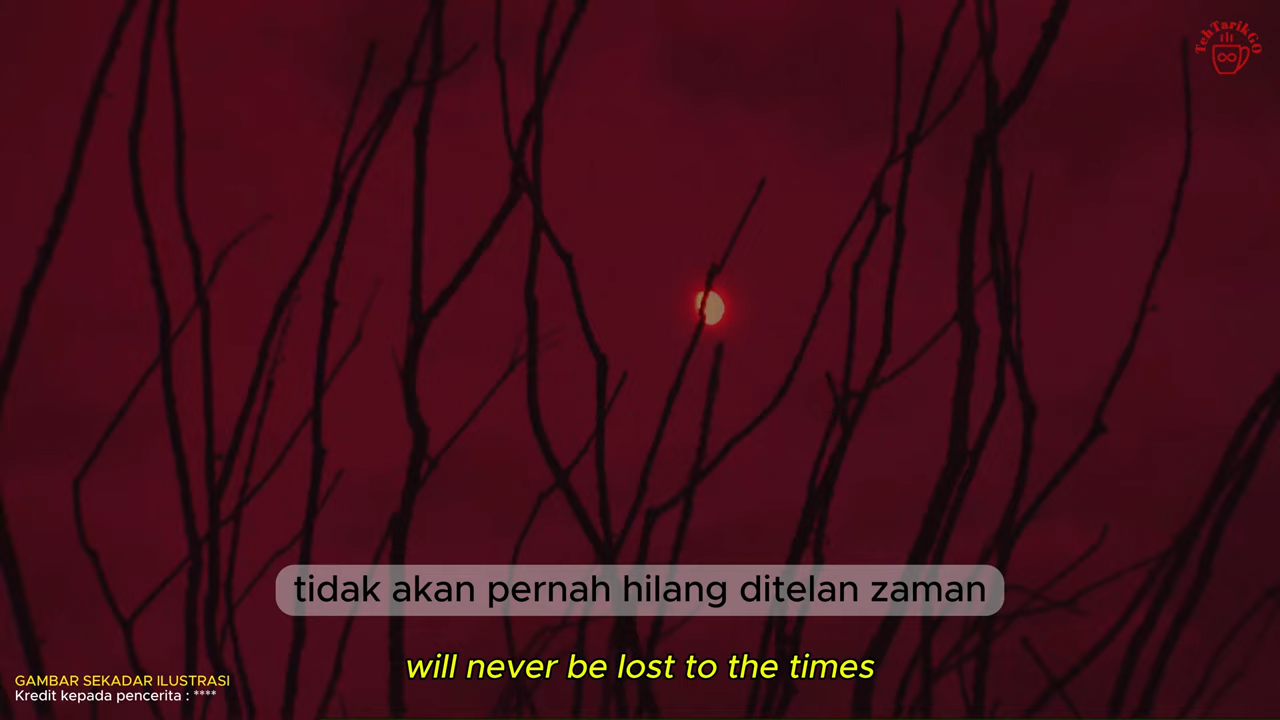 TehTarikGO
tidak akan pernah hilang ditelan zaman
will never be lost to the times
GAMBAR SEKADAR ILUSTRASI
Kredit kepada pencerita : ****